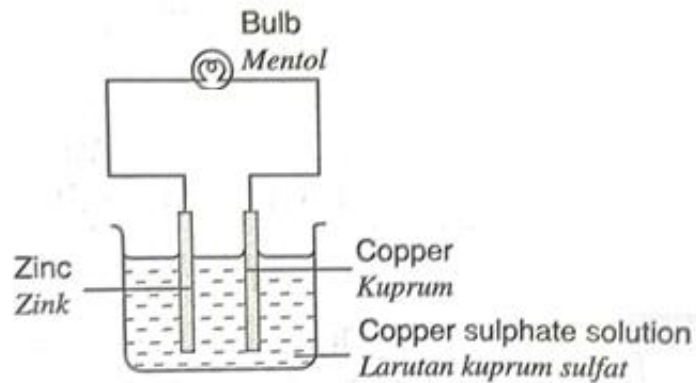 Bulb
Mentol
Zinc
Zink
Copper
Kuprum
Copper sulphate solution
Larutan kuprum sulfat